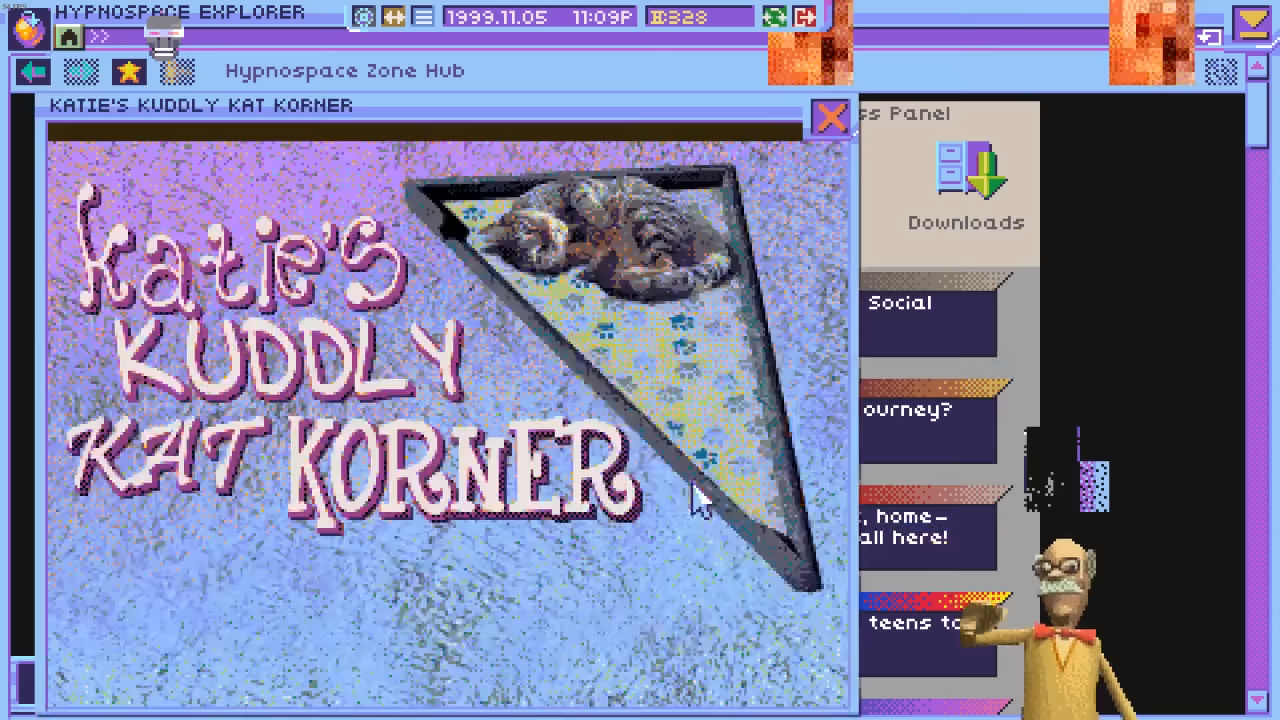 HYPNOSPACE EXPLORER
1999.11.05 11:09P
328
>>
Hypnospace Zone Hub
KATIE'S KUDDLY KAT KORNER
ss Panel
Katie's
KUDDLY
KAT KORNER
Downloads
Social
ourney?
, home-
all here!
teens to